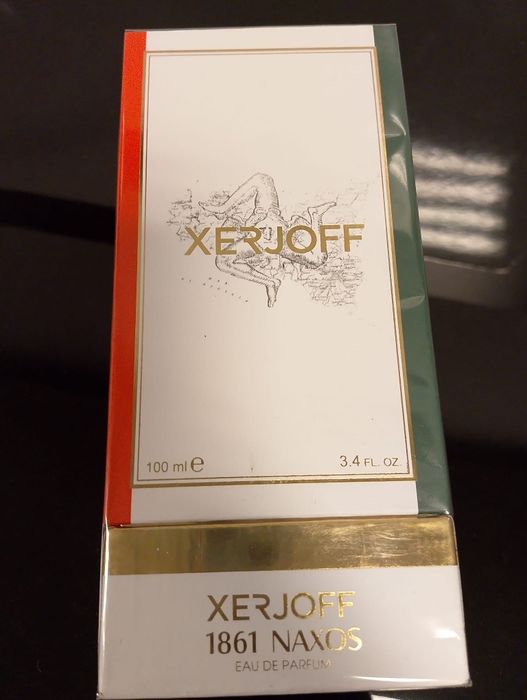 XERJOFF
100 ml e
3.4 FL. OZ.
XERJOFF
1861 NAXOS
EAU DE PARFUM